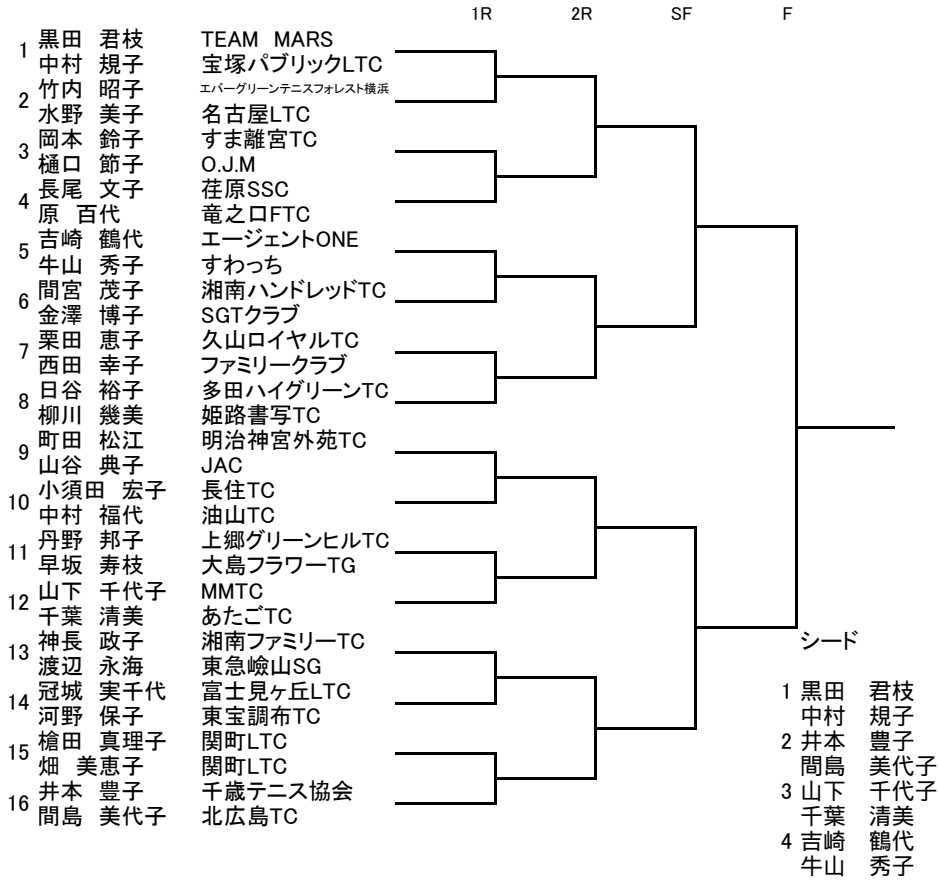 1R 2R SF F
1 黒田 君枝 TEAM MARS
中村 規子 宝塚パブリックLTC
2 竹内 昭子 エバーグリーンテニスフォレスト横浜
水野 美子 名古屋LTC
3 岡本 鈴子 すま離宮TC
樋口 節子 O.J.M
4 長尾 文子 荏原SSC
原 百代 竜之口FTC
5 吉崎 鶴代 エージェントONE
牛山 秀子 すわっち
6 間宮 茂子 湘南ハンドレッドTC
金澤 博子 SGTクラブ
7 栗田 恵子 久山ロイヤルTC
西田 幸子 ファミリークラブ
8 日谷 裕子 多田ハイグリーンTC
柳川 幾美 姫路書写TC
9 町田 松江 明治神宮外苑TC
山谷 典子 JAC
10 小須田 宏子 長住TC
中村 福代 油山TC
11 丹野 邦子 上郷グリーンヒルTC
早坂 寿枝 大島フラワーTG
12 山下 千代子 MMTC
千葉 清美 あたごTC
13 神長 政子 湘南ファミリーTC
渡辺 永海 東急嶮山SG
14 冠城 実千代 富士見ヶ丘LTC
河野 保子 東宝調布TC
15 槍田 真理子 関町LTC
畑 美恵子 関町LTC
16 井本 豊子 千歳テニス協会
間島 美代子 北広島TC
シード
1 黒田 君枝
中村 規子
2 井本 豊子
間島 美代子
3 山下 千代子
千葉 清美
4 吉崎 鶴代
牛山 秀子